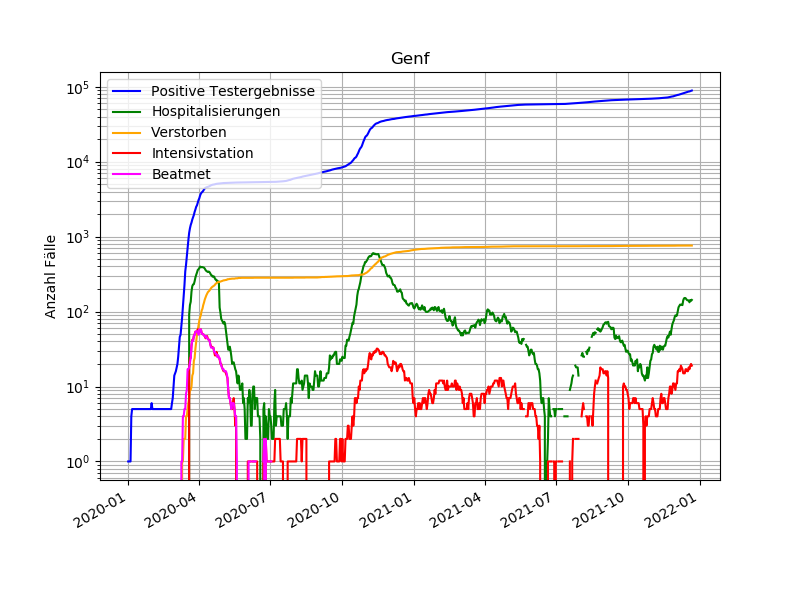 Genf
Anzahl Fälle
10^5
10^4
10^3
10^2
10^1
10^0
Positive Testergebnisse
Hospitalisierungen
Verstorben
Intensivstation
Beatmet
2020-01
2020-04
2020-07
2020-10
2021-01
2021-04
2021-07
2021-10
2022-01